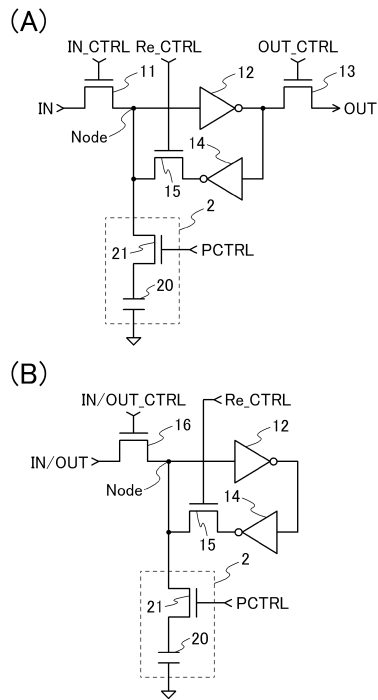 (A)
IN_CTRL Re_CTRL OUT_CTRL
11 12 13
IN OUT
Node 14
15
2
21 PCTRL
20
(B)
IN/OUT_CTRL
16 Re_CTRL
12
IN/OUT
Node 14
15
2
21 PCTRL
20